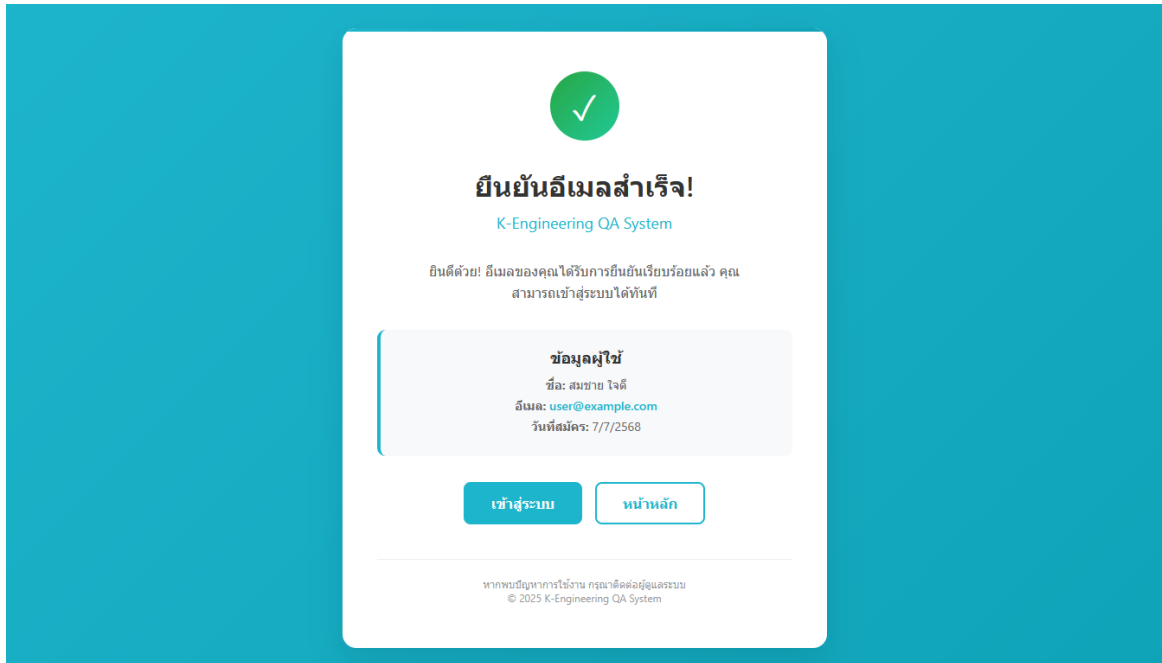 ยืนยันอีเมลสำเร็จ!
K-Engineering QA System
ยินดีด้วย! อีเมลของคุณได้รับการยืนยันเรียบร้อยแล้ว คุณ
สามารถเข้าสู่ระบบได้ทันที
ข้อมูลผู้ใช้
ชื่อ: สมชาย ใจดี
อีเมล: user@example.com
วันที่สมัคร: 7/7/2568
เข้าสู่ระบบ
หน้าหลัก
หากพบปัญหาการใช้งาน กรุณาติดต่อผู้ดูแลระบบ
© 2025 K-Engineering QA System